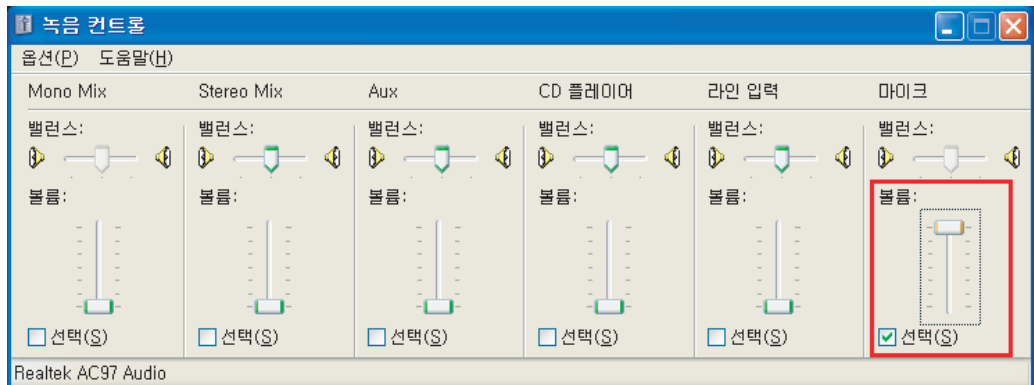 녹음 컨트롤
옵션(P) 도움말(H)
Mono Mix Stereo Mix Aux CD 플레이어 라인 입력 마이크
밸런스: 밸런스: 밸런스: 밸런스: 밸런스: 밸런스:
볼륨: 볼륨: 볼륨: 볼륨: 볼륨: 볼륨:
선택(S) 선택(S) 선택(S) 선택(S) 선택(S) 선택(S)
Realtek AC97 Audio